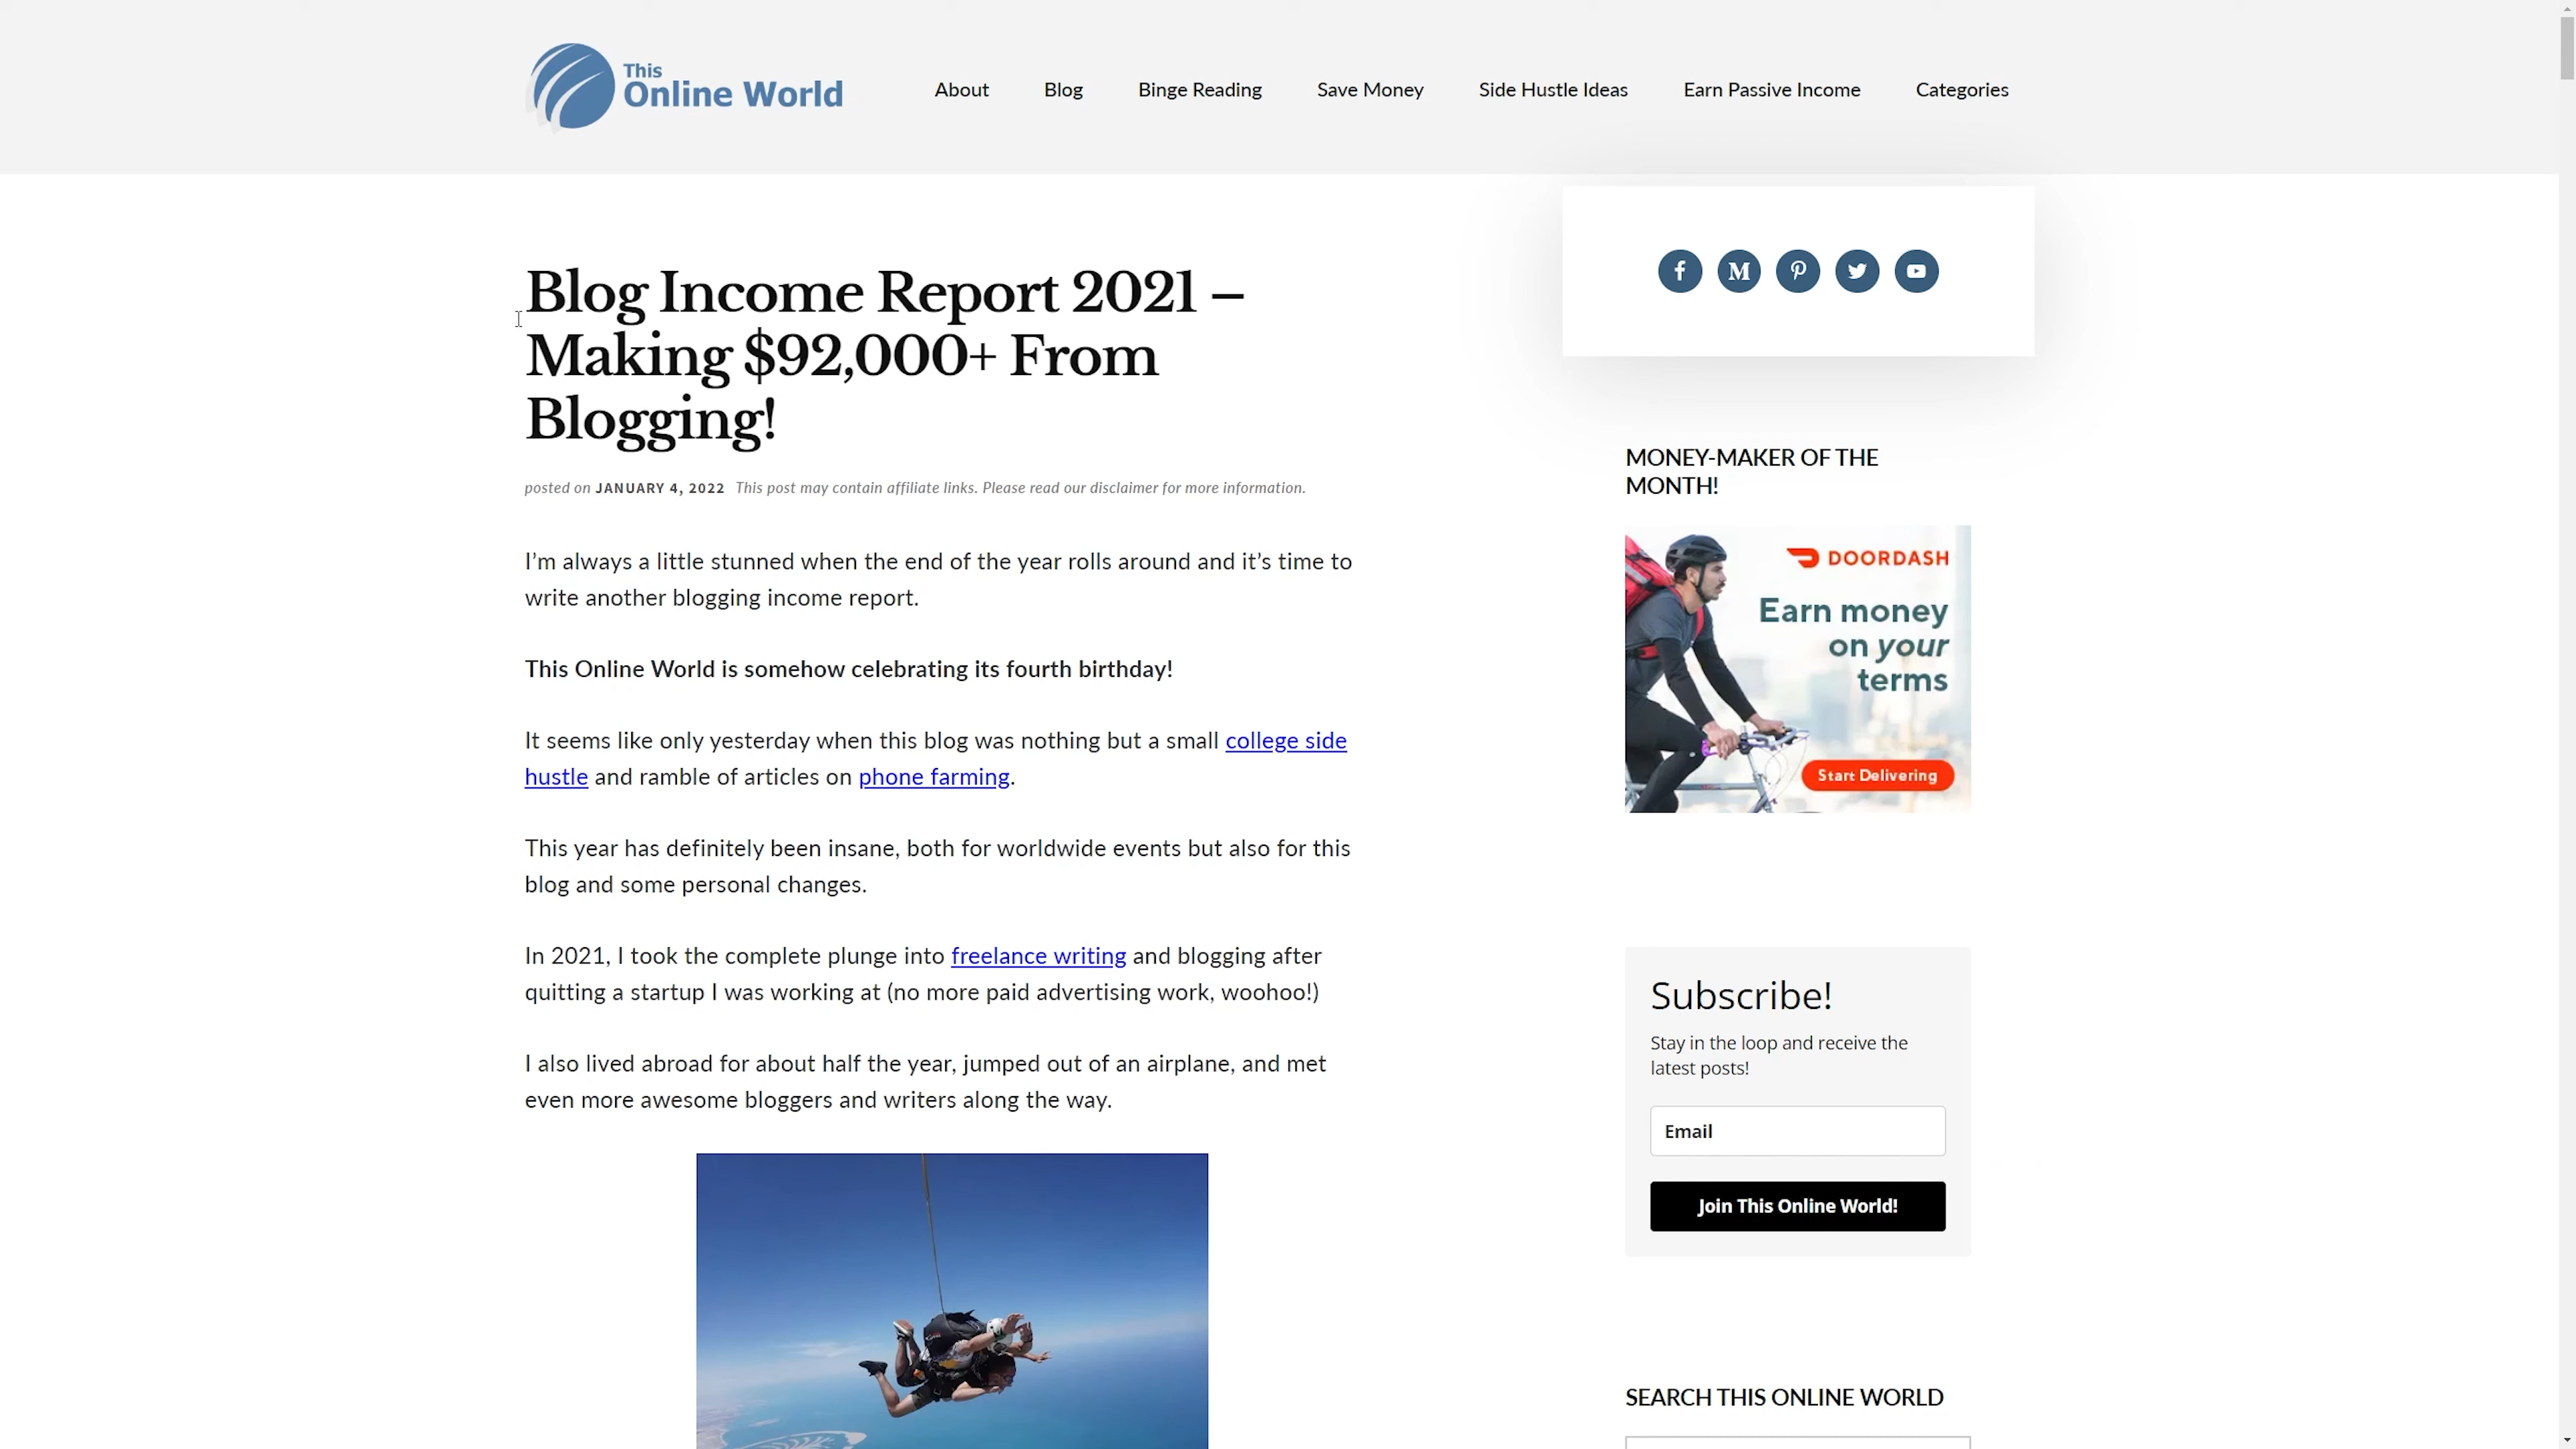 This
Online World
About
Blog
Binge Reading
Save Money
Side Hustle Ideas
Earn Passive Income
Categories
Blog Income Report 2021 –
Making $92,000+ From
Blogging!
posted on JANUARY 4, 2022 This post may contain affiliate links. Please read our disclaimer for more information.
I’m always a little stunned when the end of the year rolls around and it’s time to
write another blogging income report.
This Online World is somehow celebrating its fourth birthday!
It seems like only yesterday when this blog was nothing but a small college side
hustle and ramble of articles on phone farming.
This year has definitely been insane, both for worldwide events but also for this
blog and some personal changes.
In 2021, I took the complete plunge into freelance writing and blogging after
quitting a startup I was working at (no more paid advertising work, woohoo!)
I also lived abroad for about half the year, jumped out of an airplane, and met
even more awesome bloggers and writers along the way.
MONEY-MAKER OF THE
MONTH!
DOORDASH
Earn money
on your
terms
Start Delivering
Subscribe!
Stay in the loop and receive the
latest posts!
Email
Join This Online World!
SEARCH THIS ONLINE WORLD